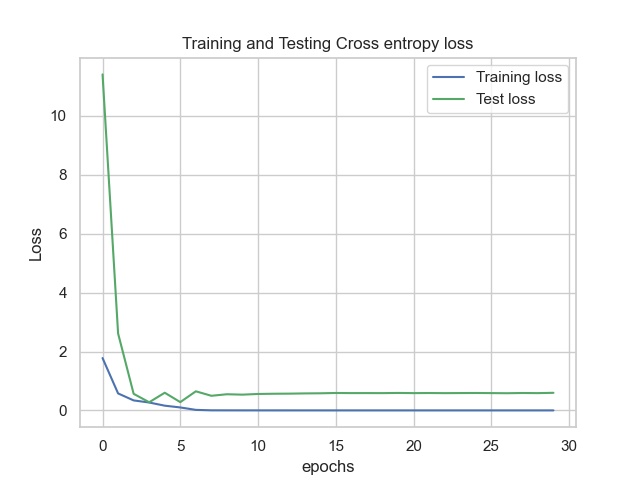 Training and Testing Cross entropy loss
Training loss
Test loss
10
8
6
4
2
0
Loss
0 5 10 15 20 25 30
epochs